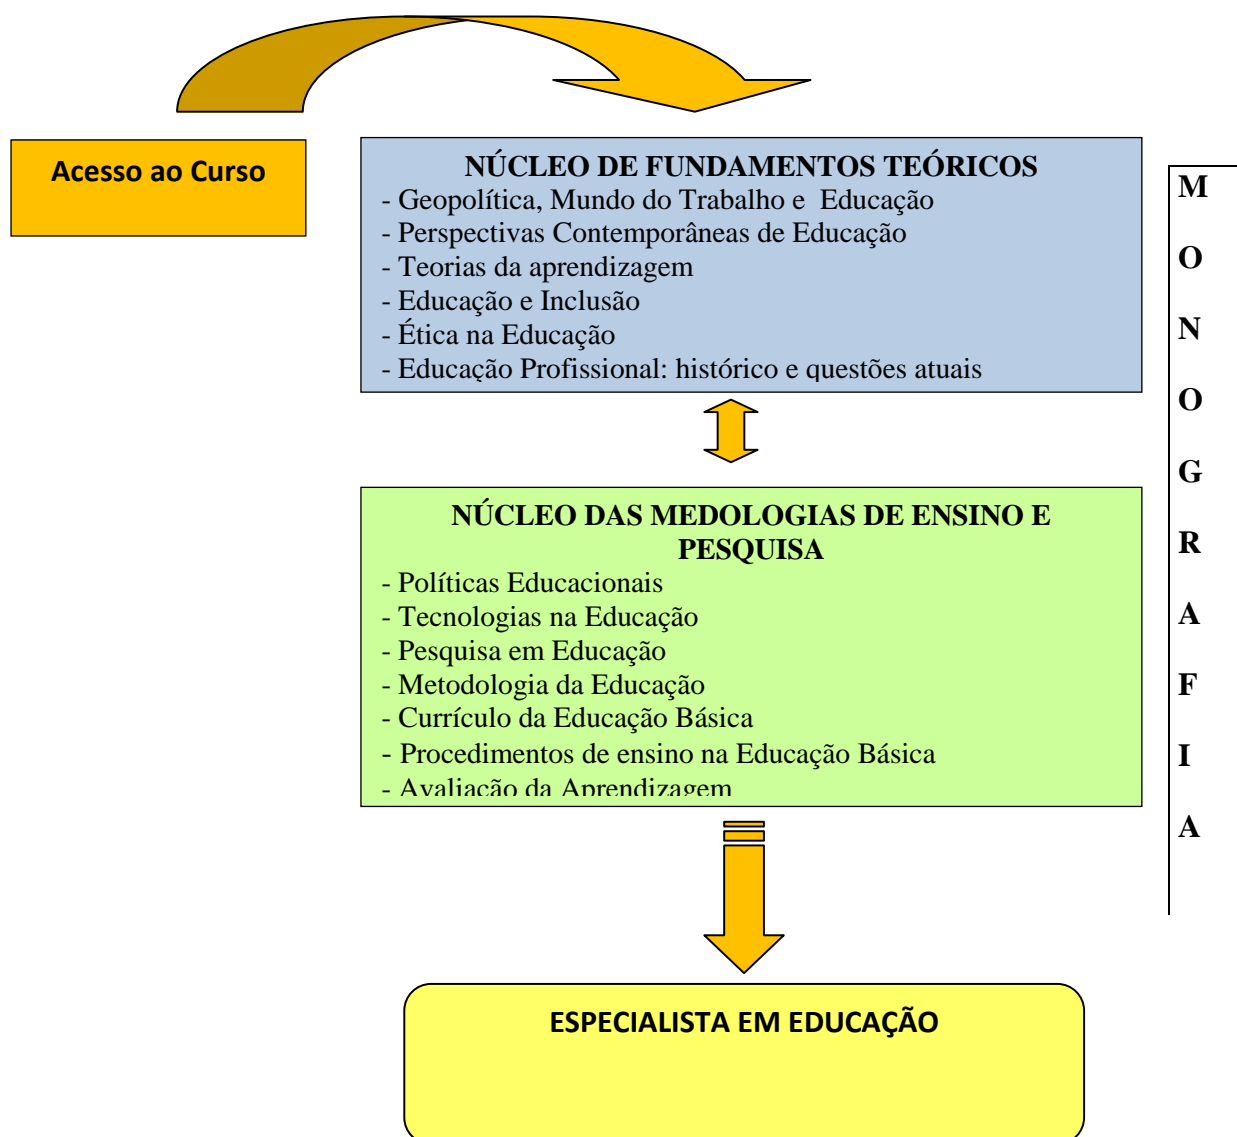 Acesso ao Curso
NÚCLEO DE FUNDAMENTOS TEÓRICOS
- Geopolítica, Mundo do Trabalho e Educação
- Perspectivas Contemporâneas de Educação
- Teorias da aprendizagem
- Educação e Inclusão
- Ética na Educação
- Educação Profissional: histórico e questões atuais
NÚCLEO DAS MEDOLOGIAS DE ENSINO E
PESQUISA
- Políticas Educacionais
- Tecnologias na Educação
- Pesquisa em Educação
- Metodologia da Educação
- Currículo da Educação Básica
- Procedimentos de ensino na Educação Básica
- Avaliação da Aprendizagem
M
O
N
O
G
R
A
F
I
A
ESPECIALISTA EM EDUCAÇÃO